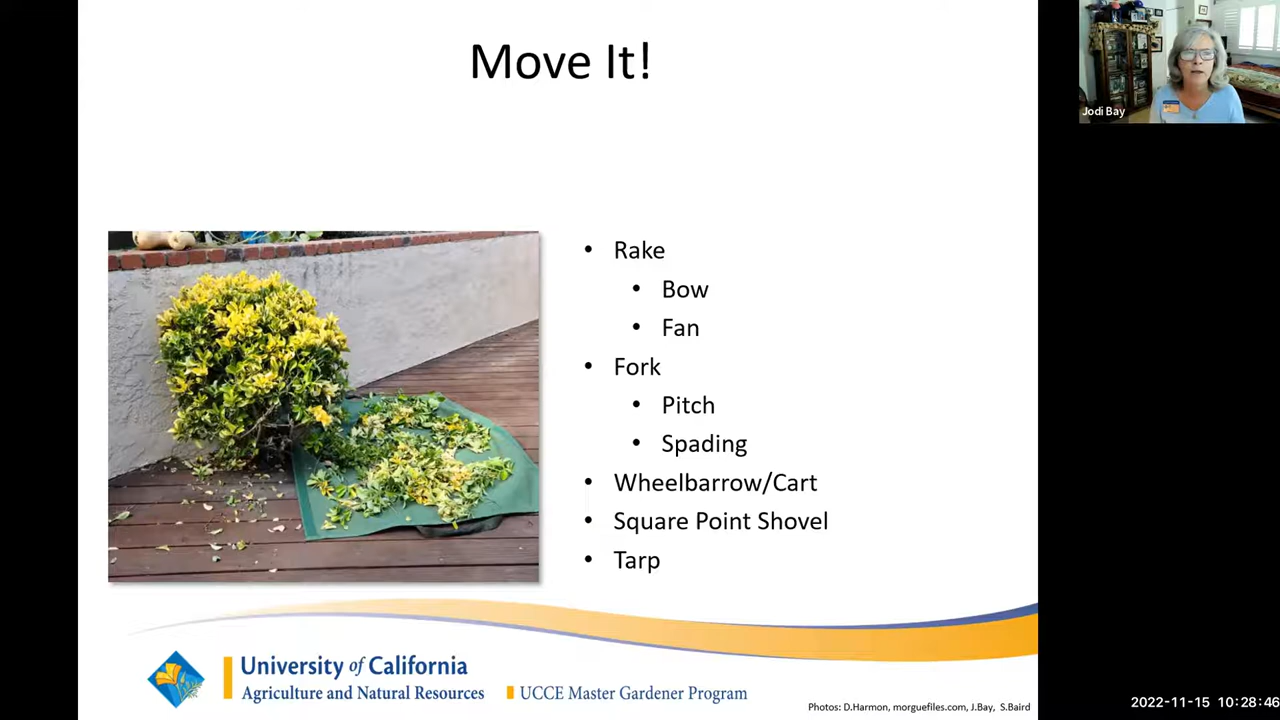 Move It!
Jodi Bay
• Rake
• Bow
• Fan
• Fork
• Pitch
• Spading
• Wheelbarrow/Cart
• Square Point Shovel
• Tarp
University of California
Agriculture and Natural Resources
UCCE Master Gardener Program
Photos: D.Harmon, morguefiles.com, J.Bay, S.Baird
2022-11-15 10:28:46